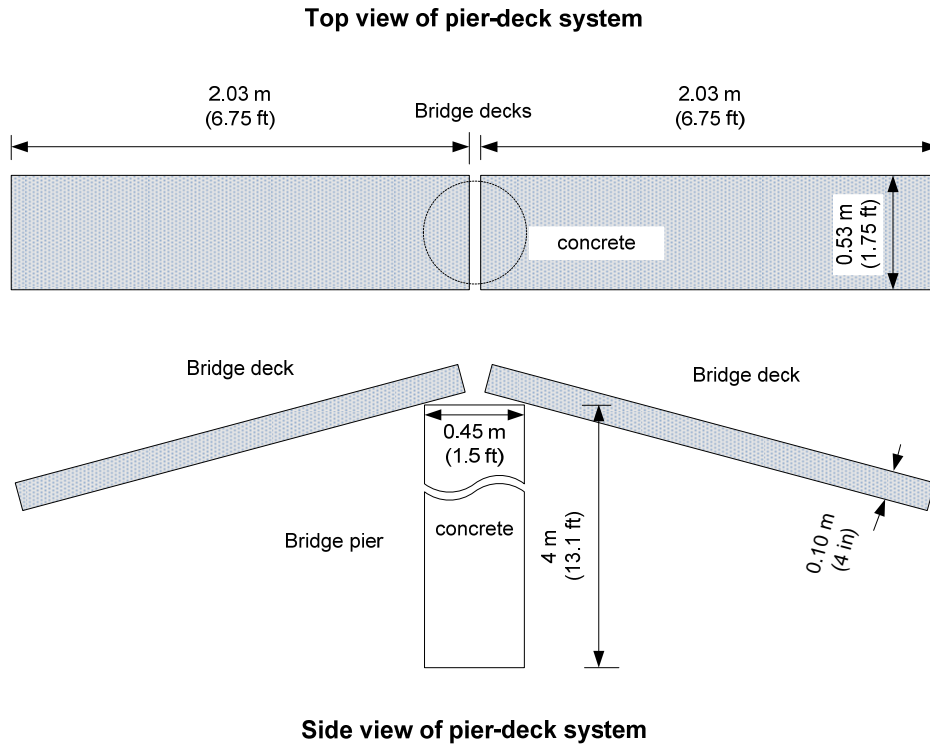 Top view of pier-deck system
2.03 m
(6.75 ft)
Bridge decks
2.03 m
(6.75 ft)
concrete
0.53 m
(1.75 ft)
Bridge deck
Bridge deck
0.45 m
(1.5 ft)
concrete
Bridge pier
4 m
(13.1 ft)
0.10 m
(4 in)
Side view of pier-deck system